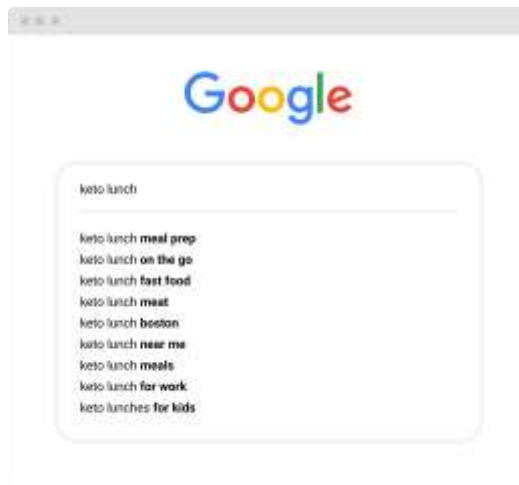 Google
keto lunch
keto lunch meal prep
keto lunch on the go
keto lunch fast food
keto lunch meat
keto lunch boston
keto lunch near me
keto lunch meals
keto lunch for work
keto lunches for kids